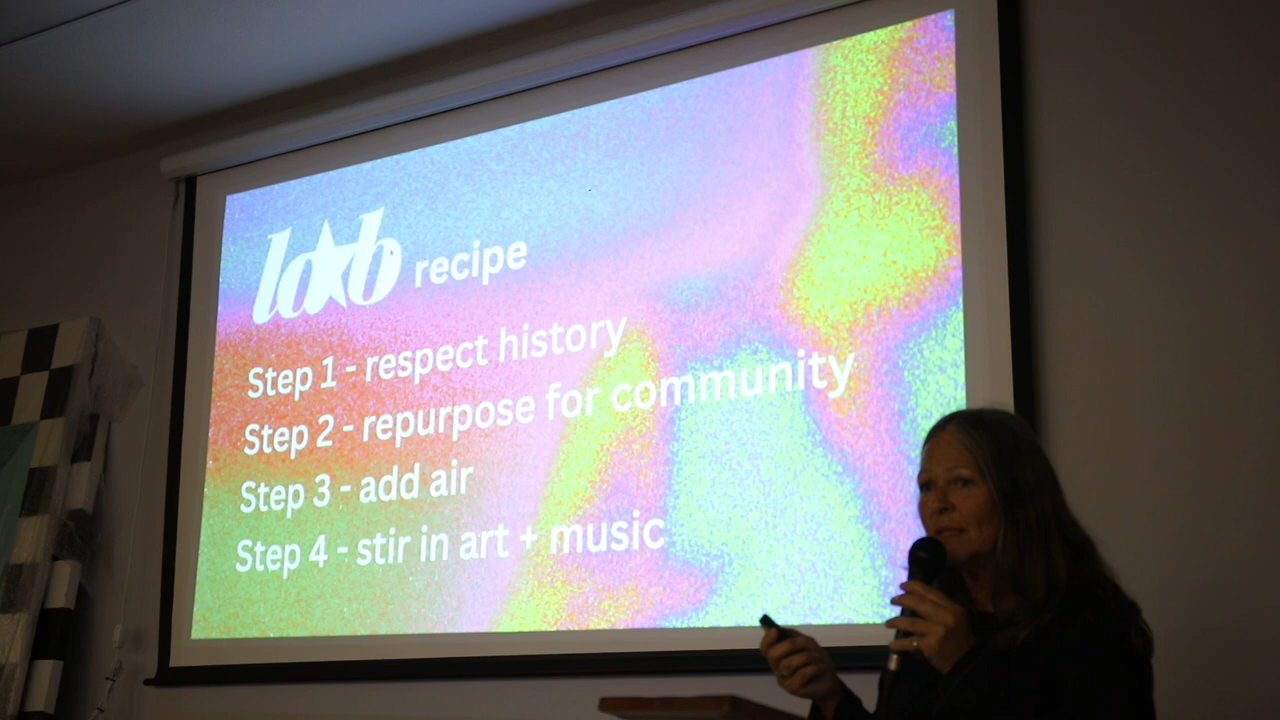 lab recipe
Step 1 - respect history
Step 2 - repurpose for community
Step 3 - add air
Step 4 - stir in art + music